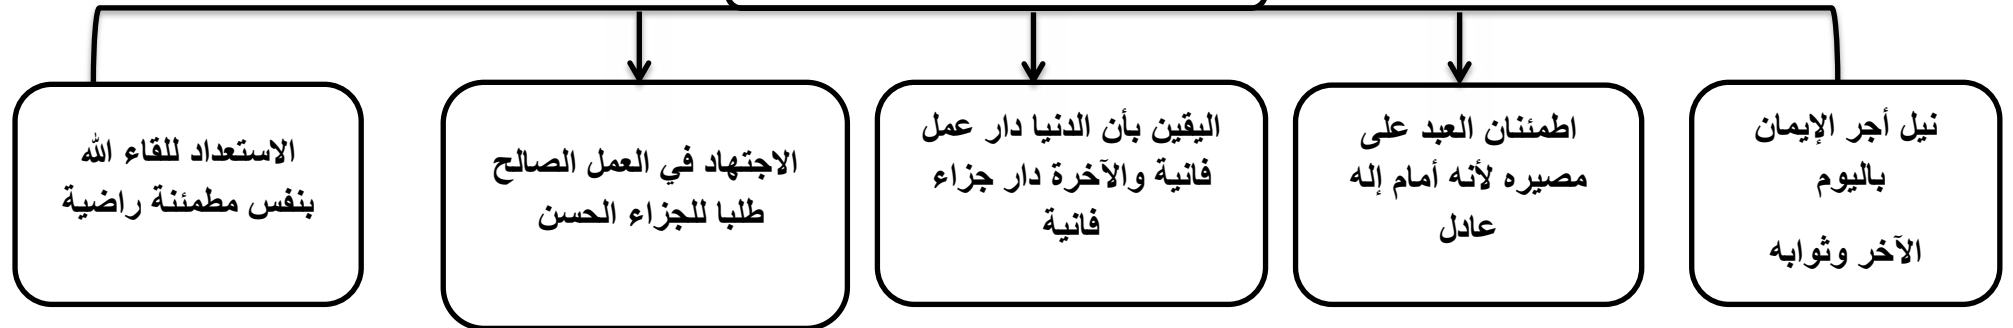 نيل أجر الإيمان
باليوم
الآخر وثوابه
اطمئنان العبد على
مصيره لأنه أمام إله
عادل
اليقين بأن الدنيا دار عمل
فانية والآخرة دار جزاء
فانية
الاجتهاد في العمل الصالح
طلبا للجزاء الحسن
الاستعداد للقاء الله
بنفس مطمئنة راضية